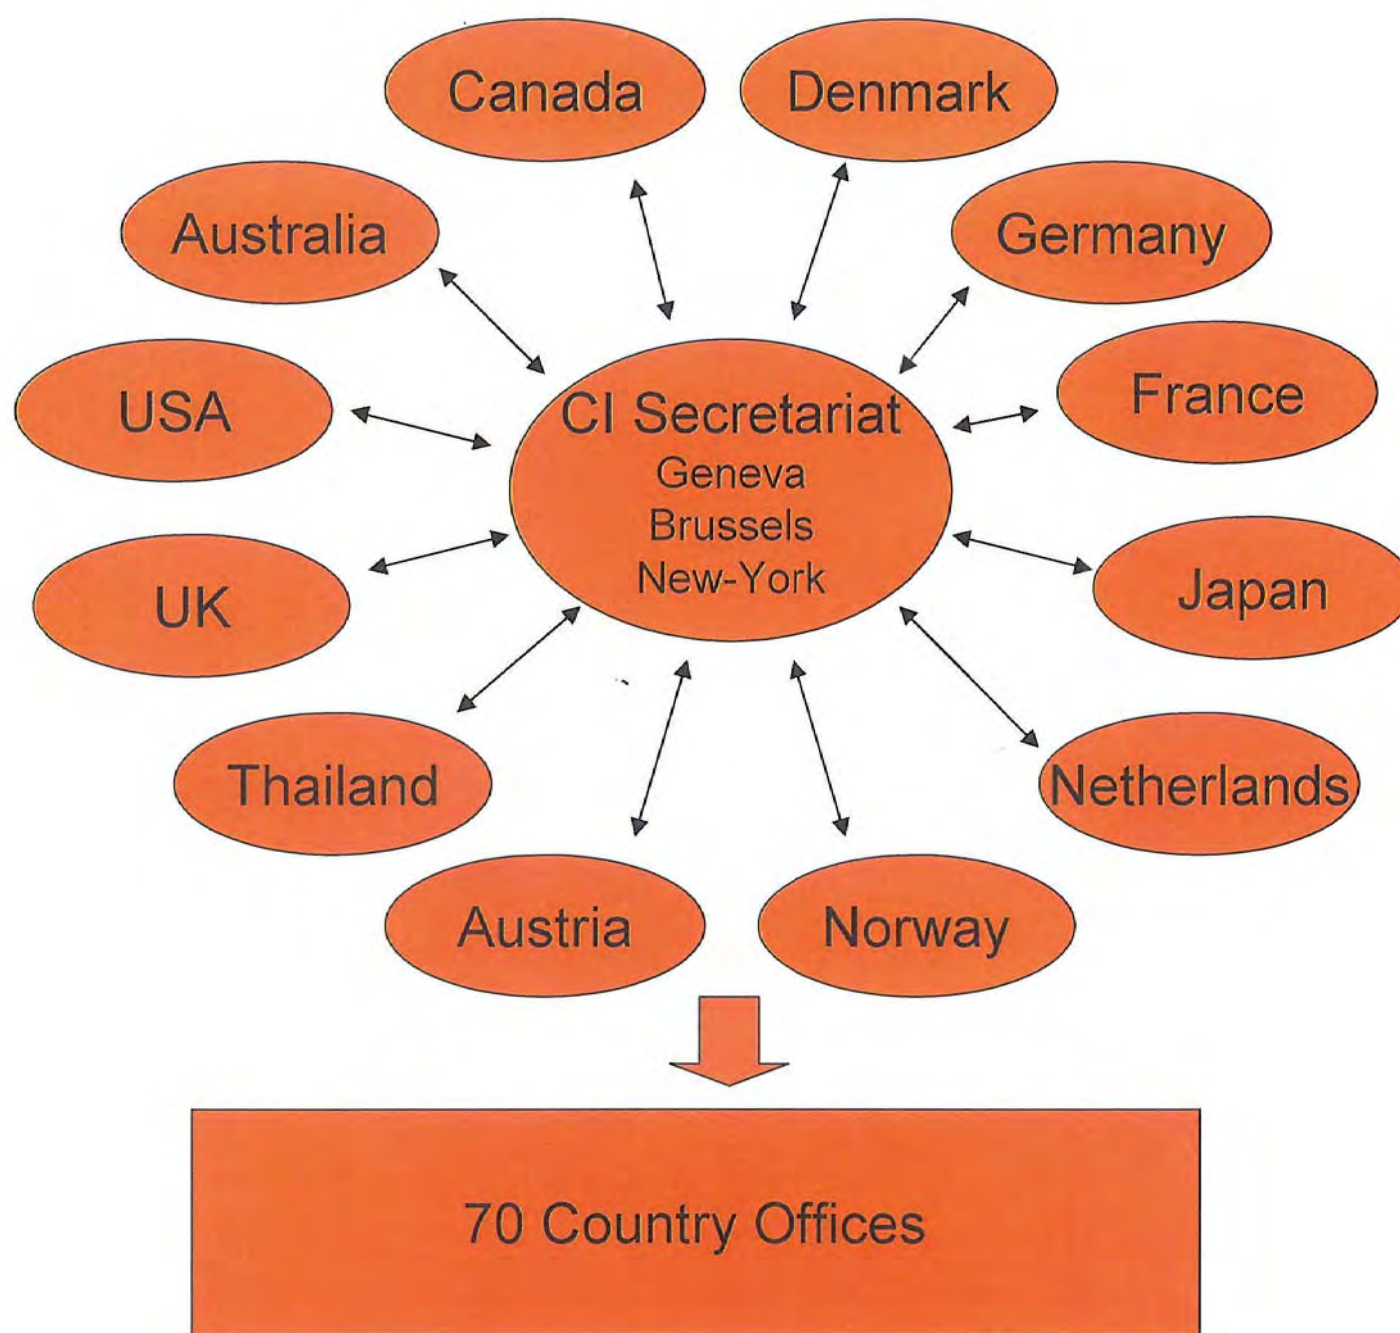 Canada
Denmark
Australia
Germany
USA
CI Secretariat
Geneva
Brussels
New-York
France
UK
Japan
Thailand
Netherlands
Austria
Norway
70 Country Offices